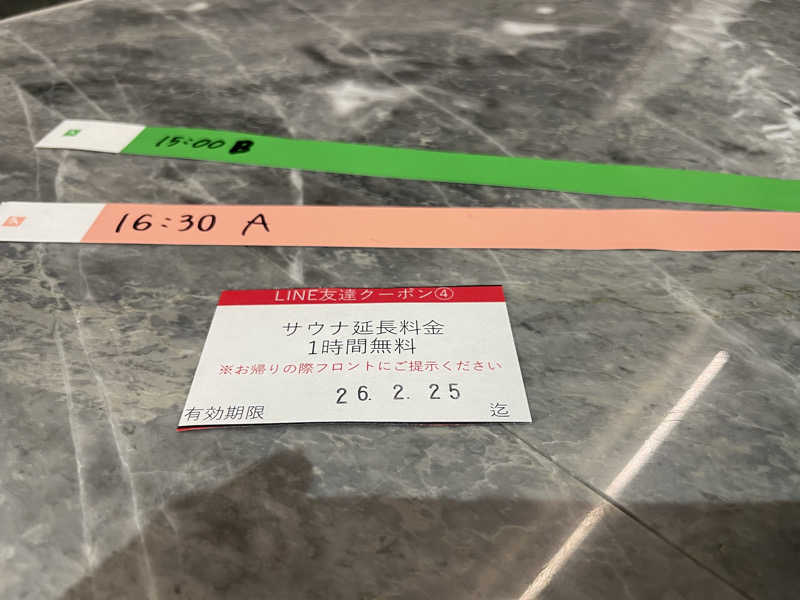 15:00 B
16:30 A
LINE友達クーポン④
サウナ延長料金
1時間無料
※お帰りの際フロントにご提示ください
26. 2. 25
有効期限 迄